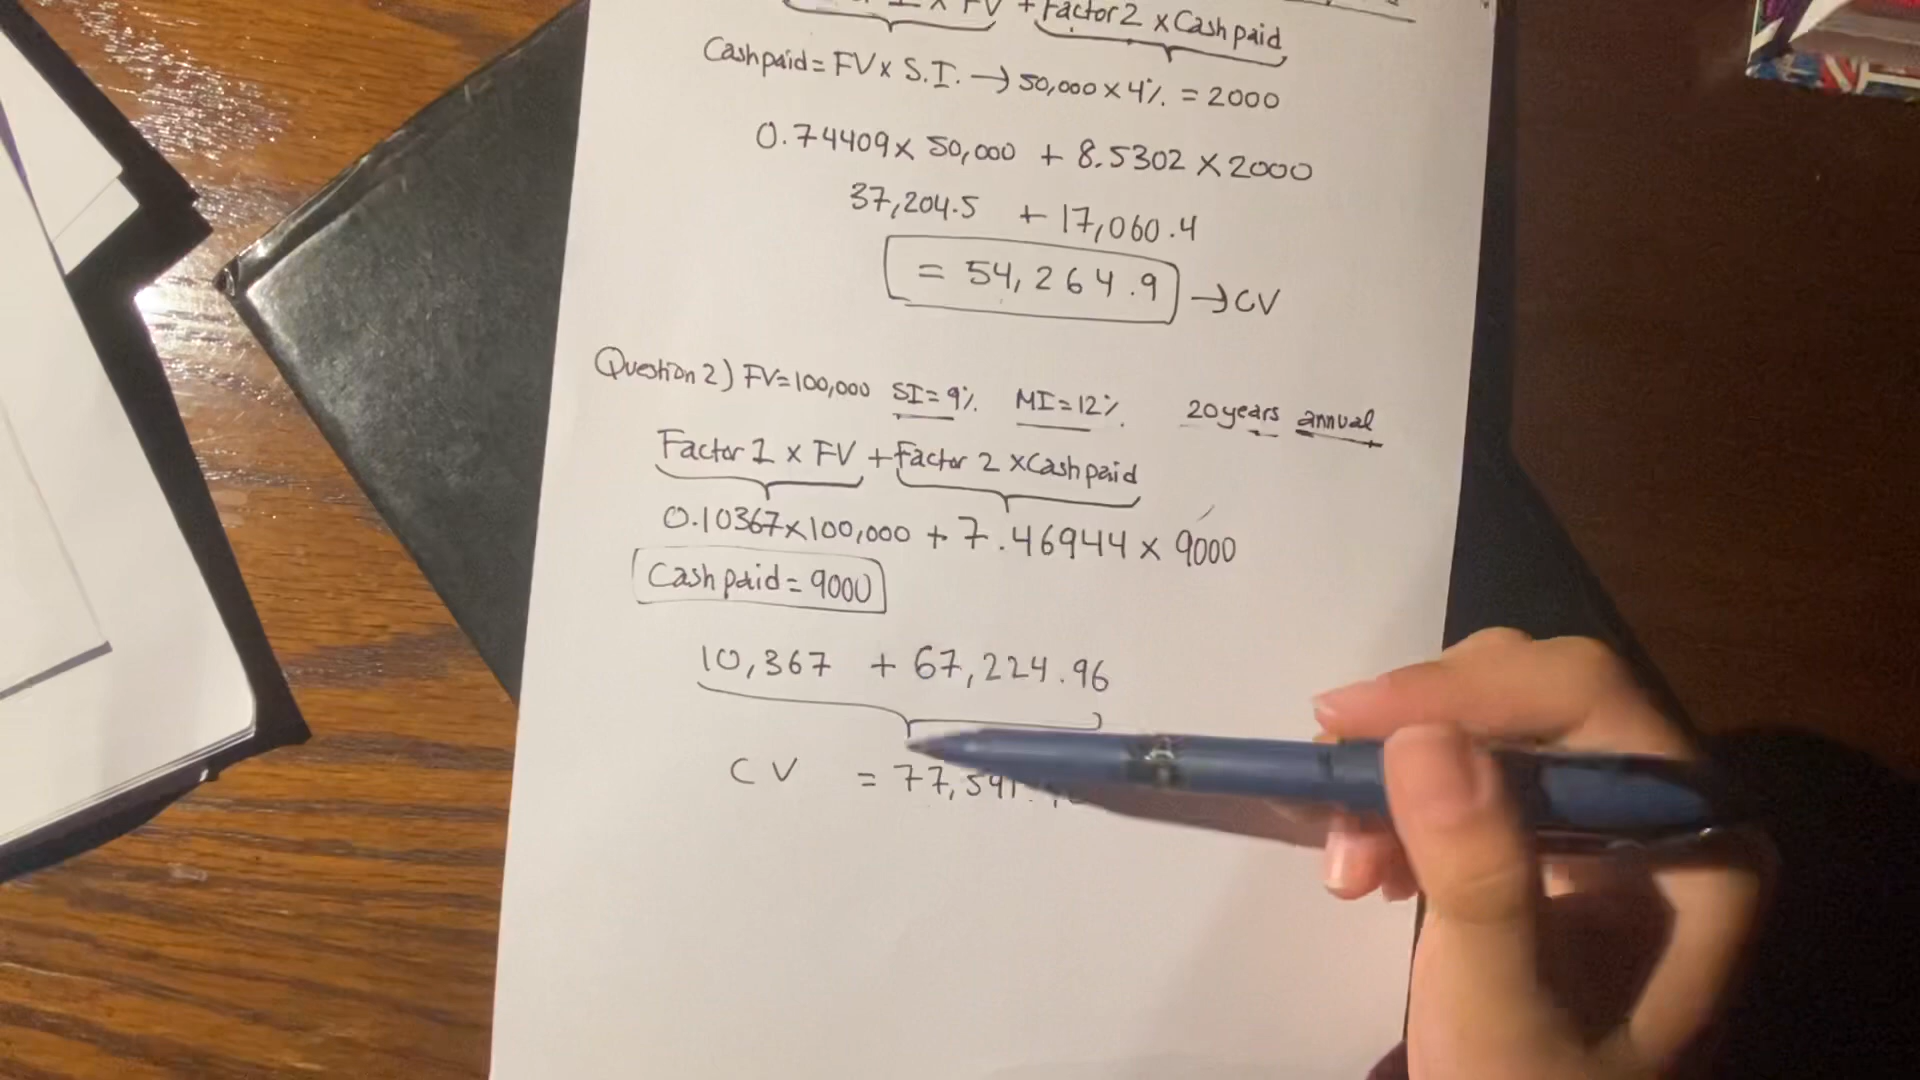 x FV + Factor 2 x Cash paid
Cash paid = FV x S.I. → 50,000 x 4% = 2000
0.74409 x 50,000 + 8.5302 x 2000
37,204.5 + 17,060.4
= 54,264.9 → CV
Question 2) FV = 100,000 SI = 9% MI = 12% 20 years annual
Factor 1 x FV + Factor 2 x Cash paid
0.10367 x 100,000 + 7.46944 x 9000
Cash paid = 9000
10,367 + 67,224.96
CV = 77,591